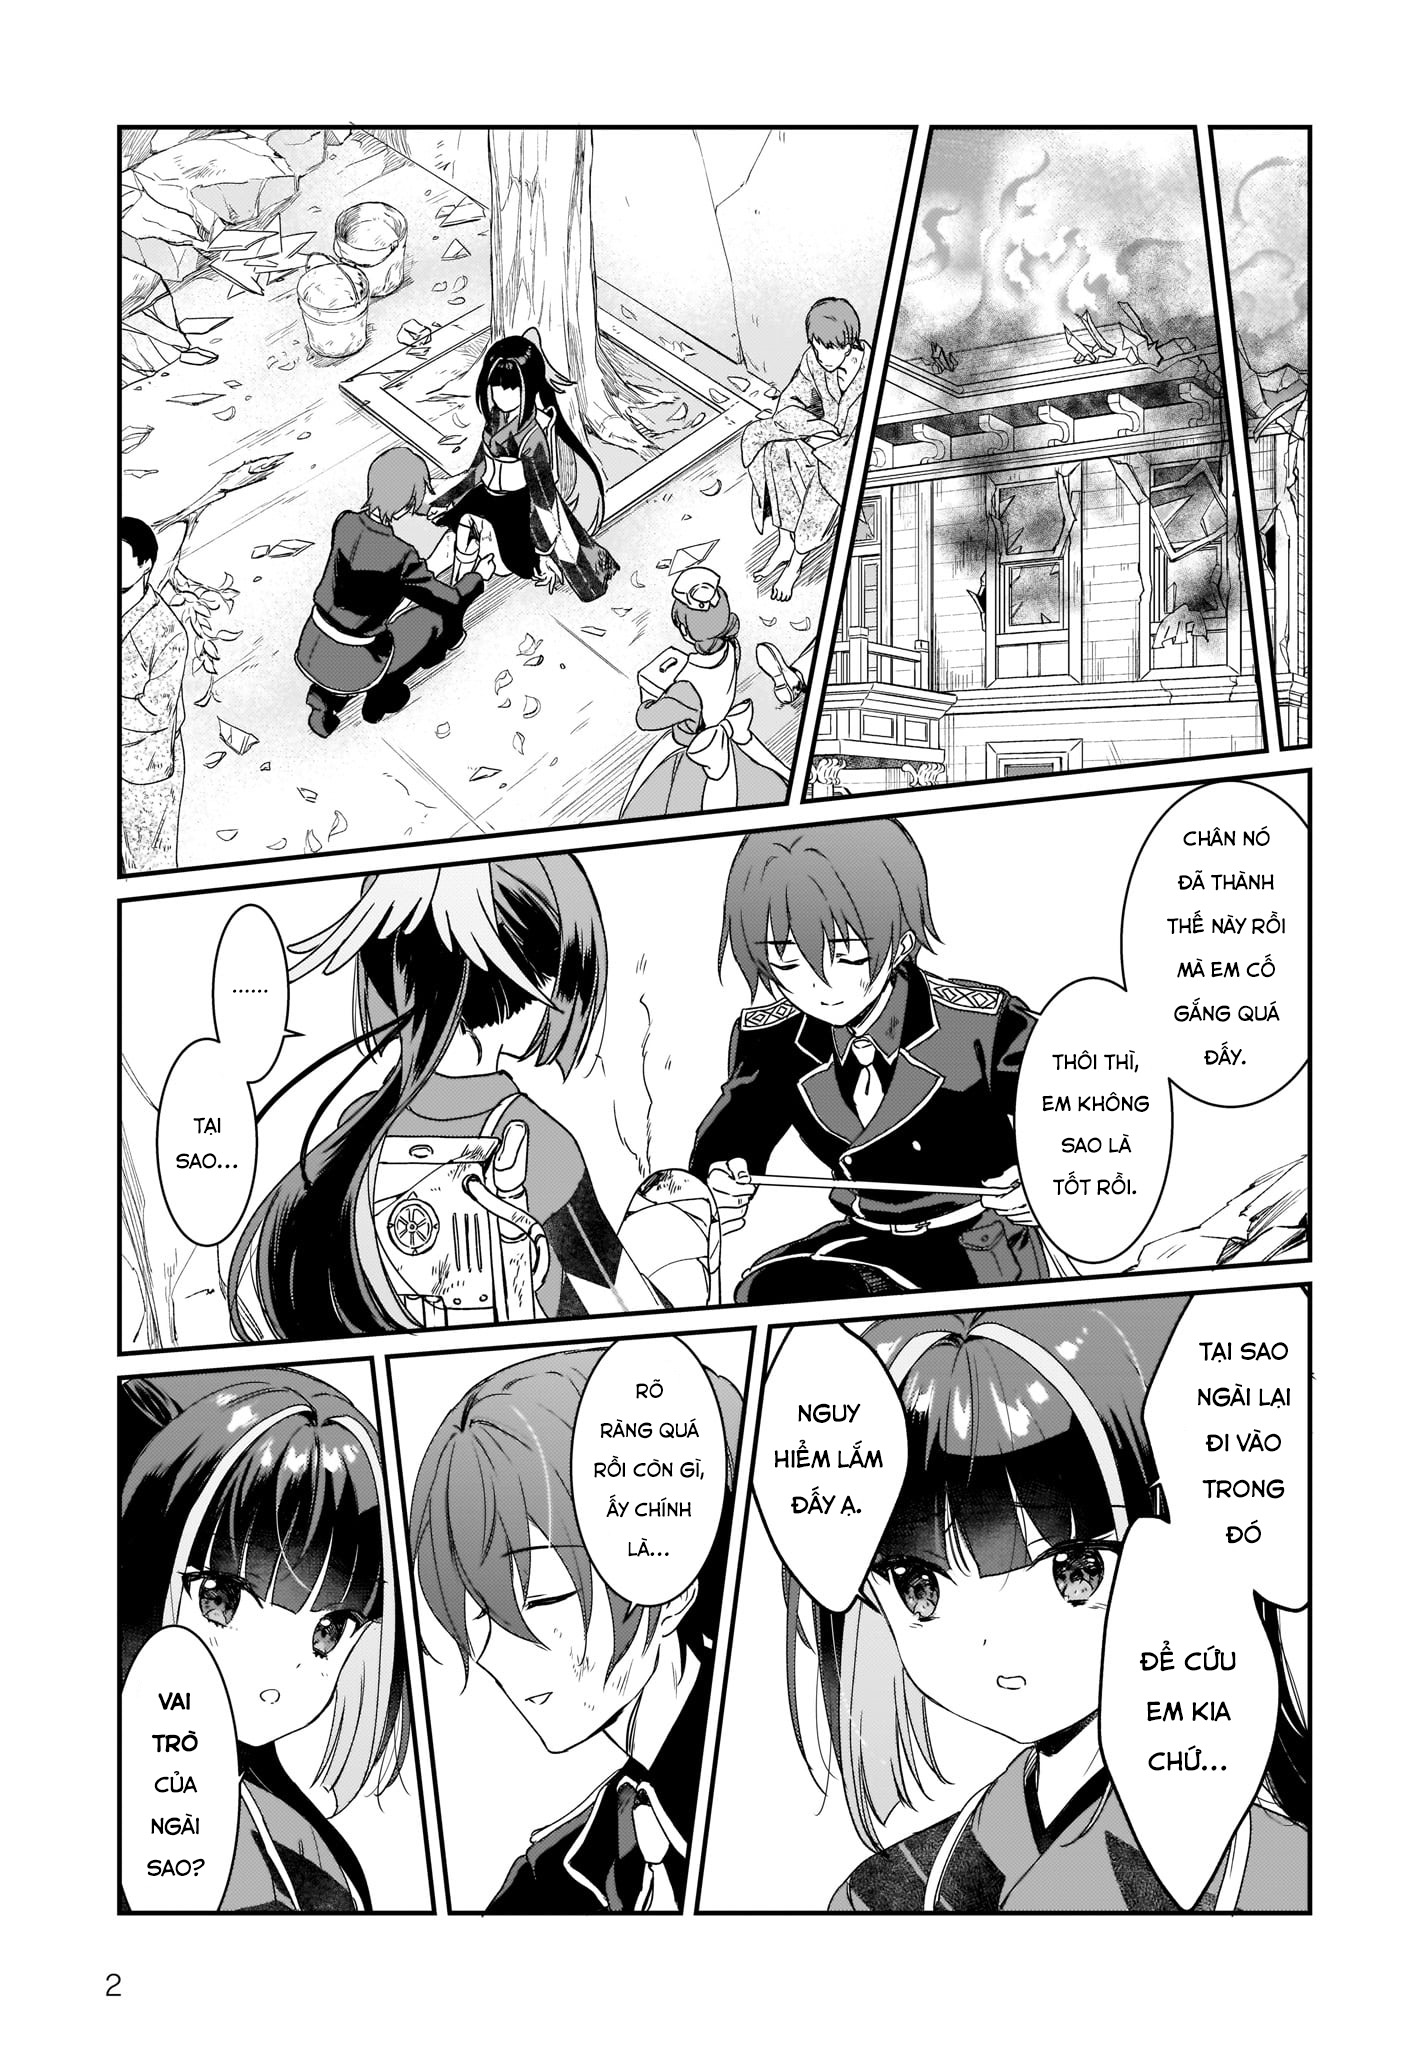 CHÂN NÓ
ĐÃ THÀNH
THẾ NÀY RỒI
MÀ EM CỐ
GẮNG QUÁ
ĐẤY.
THÔI THÌ,
EM KHÔNG
SAO LÀ
TỐT RỒI.
......
TẠI
SAO...
TẠI SAO
NGÀI LẠI
ĐI VÀO
TRONG
ĐÓ
ĐỂ CỨU
EM KIA
CHỨ...
NGUY
HIỂM LẮM
ĐẤY Ạ.
RÕ
RÀNG QUÁ
RỒI CÒN GÌ,
ẤY CHÍNH
LÀ...
VAI
TRÒ
CỦA
NGÀI
SAO?
2